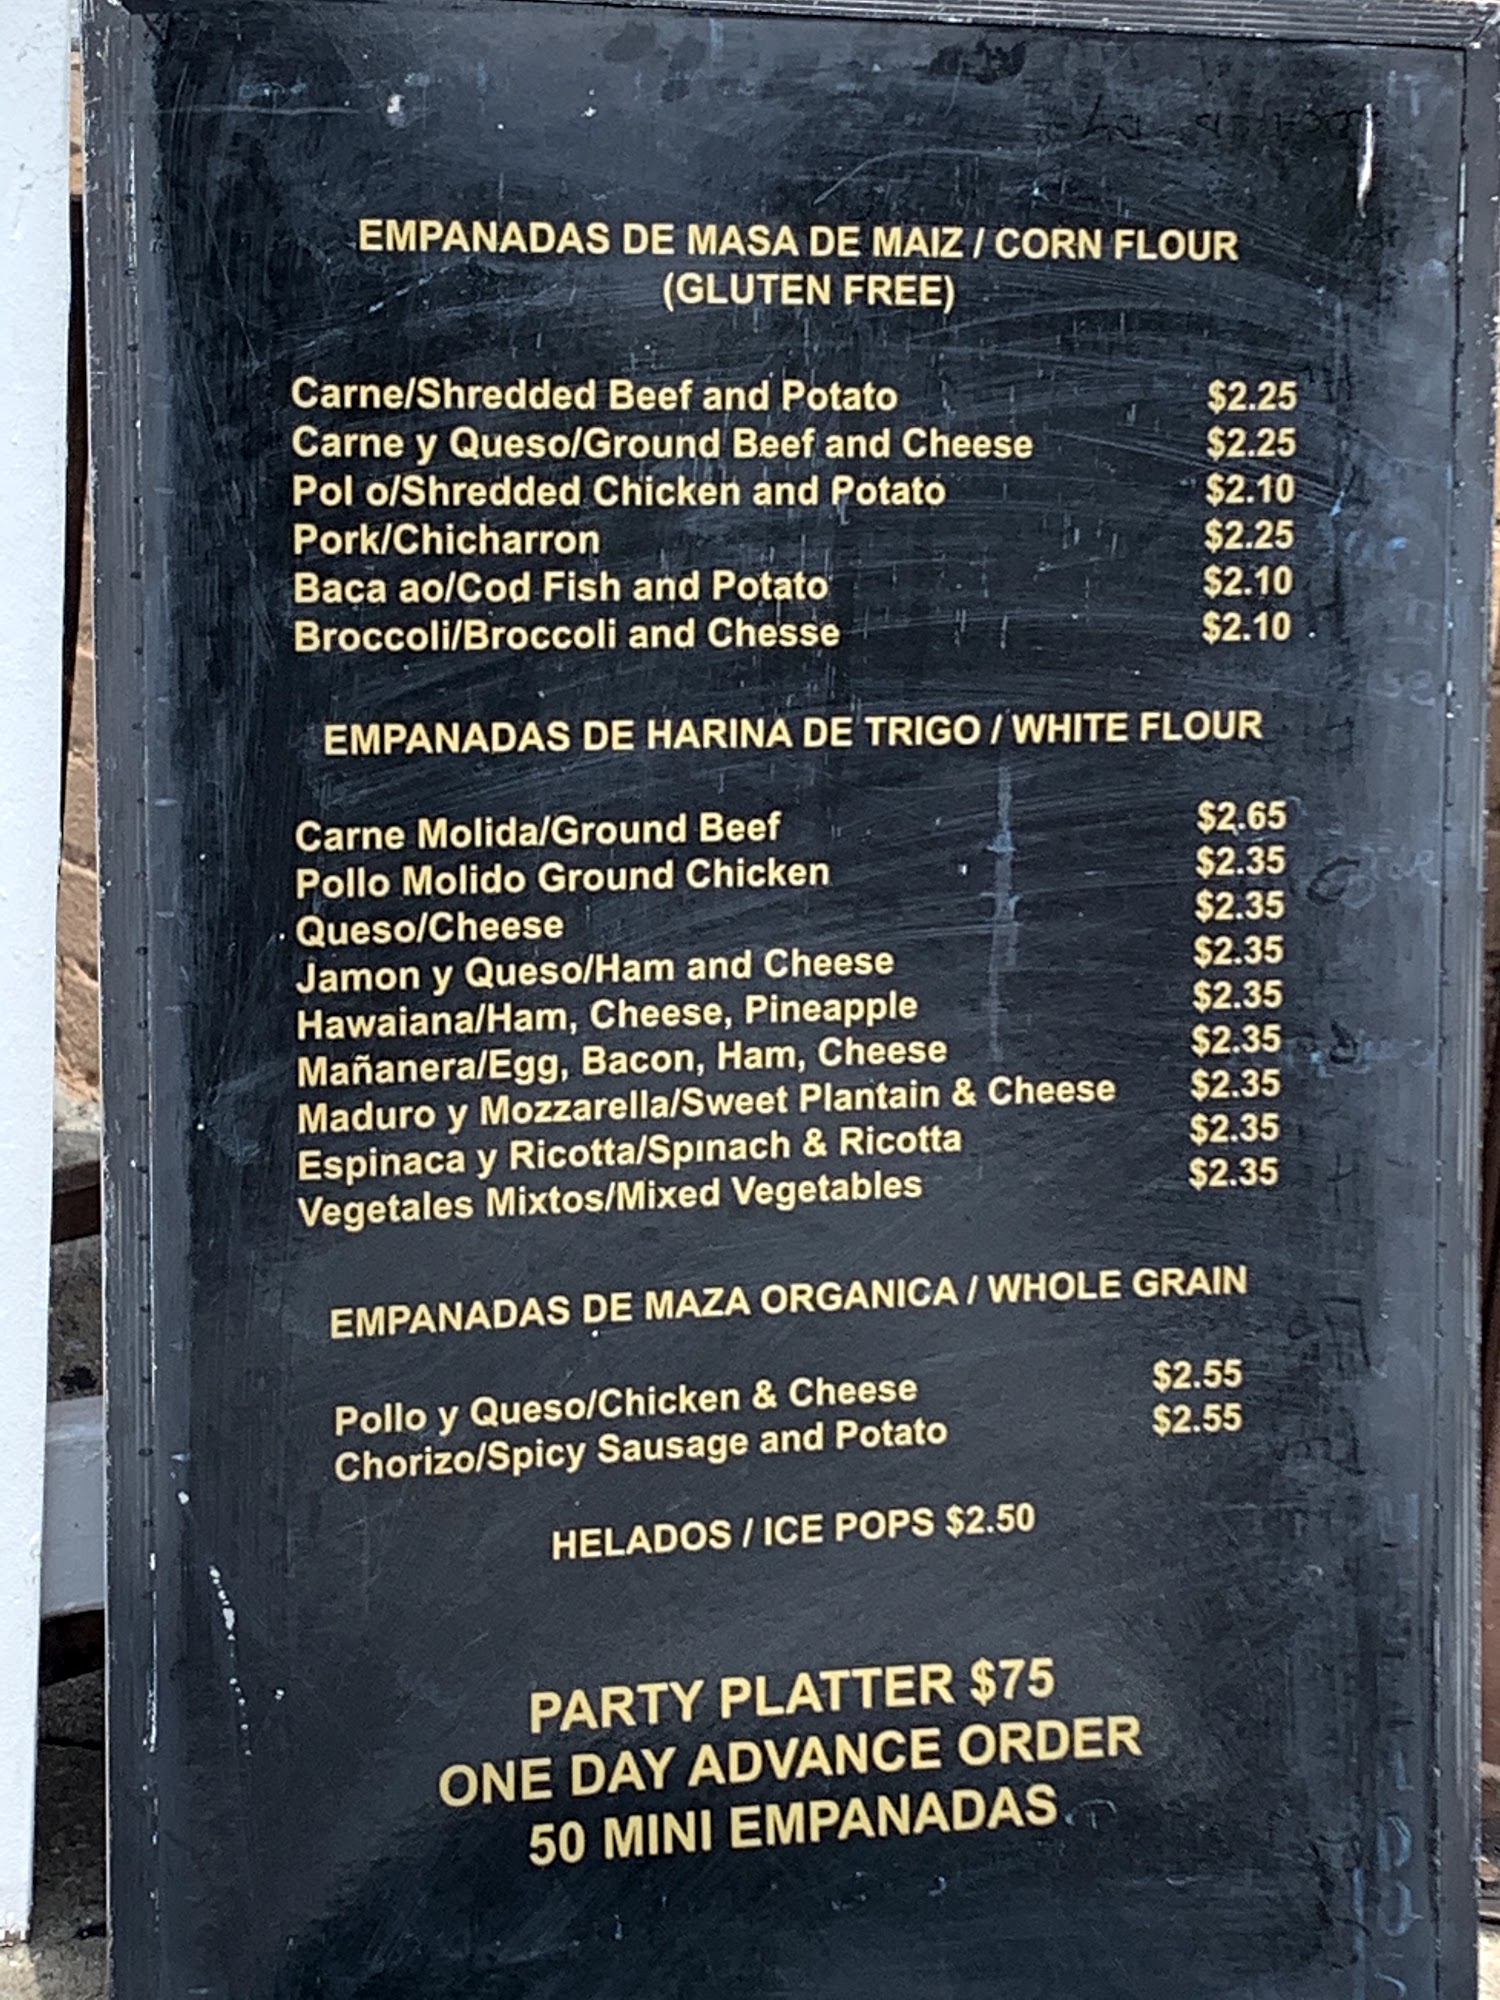 EMPANADAS DE MASA DE MAIZ / CORN FLOUR
(GLUTEN FREE)
Carne/Shredded Beef and Potato $2.25
Carne y Queso/Ground Beef and Cheese $2.25
Pol o/Shredded Chicken and Potato $2.10
Pork/Chicharron $2.25
Baca ao/Cod Fish and Potato $2.10
Broccoli/Broccoli and Chesse $2.10
EMPANADAS DE HARINA DE TRIGO / WHITE FLOUR
Carne Molida/Ground Beef $2.65
Pollo Molido Ground Chicken $2.35
Queso/Cheese $2.35
Jamon y Queso/Ham and Cheese $2.35
Hawaiana/Ham, Cheese, Pineapple $2.35
Mañanera/Egg, Bacon, Ham, Cheese $2.35
Maduro y Mozzarella/Sweet Plantain & Cheese $2.35
Espinaca y Ricotta/Spinach & Ricotta $2.35
Vegetales Mixtos/Mixed Vegetables $2.35
EMPANADAS DE MAZA ORGANICA / WHOLE GRAIN
Pollo y Queso/Chicken & Cheese $2.55
Chorizo/Spicy Sausage and Potato $2.55
HELADOS / ICE POPS $2.50
PARTY PLATTER $75
ONE DAY ADVANCE ORDER
50 MINI EMPANADAS